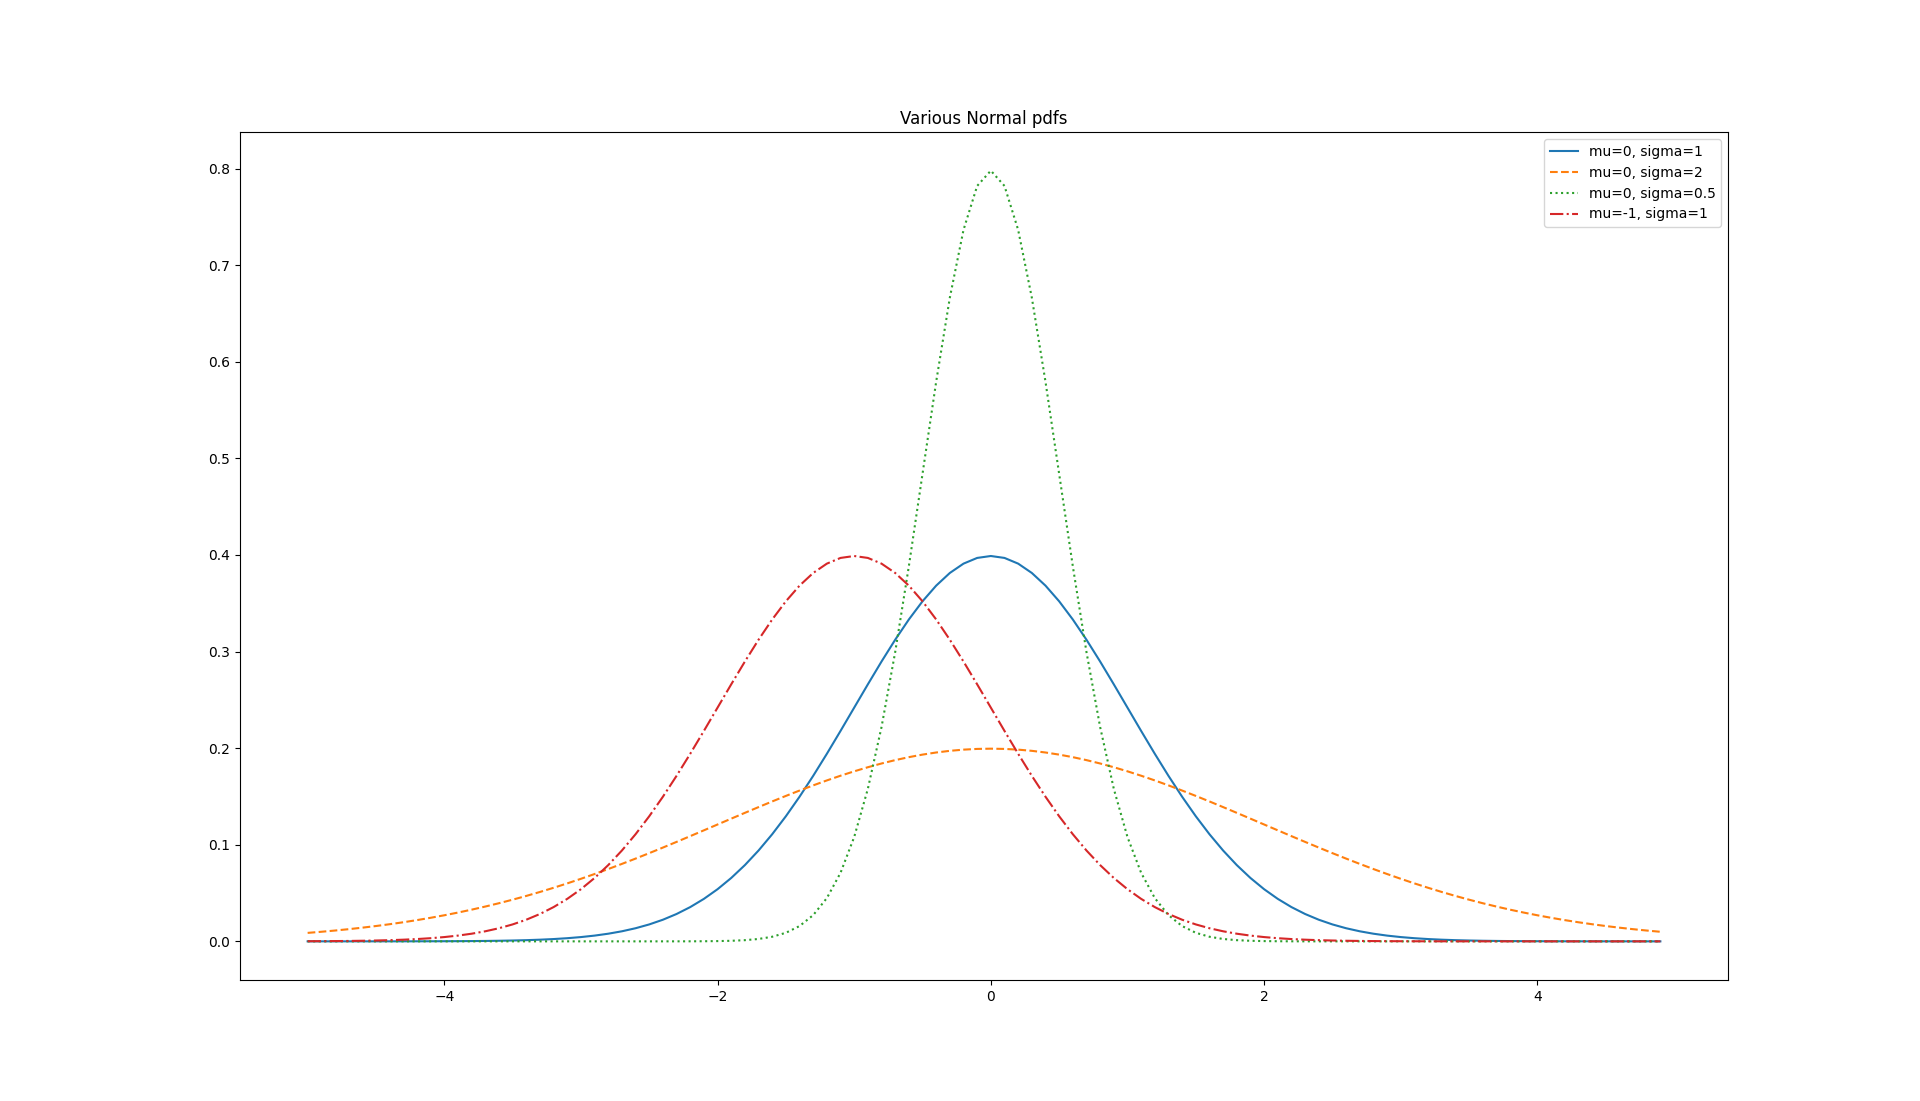 Various Normal pdfs
mu=0, sigma=1
mu=0, sigma=2
mu=0, sigma=0.5
mu=-1, sigma=1
0.8
0.7
0.6
0.5
0.4
0.3
0.2
0.1
0.0
−4 −2 0 2 4